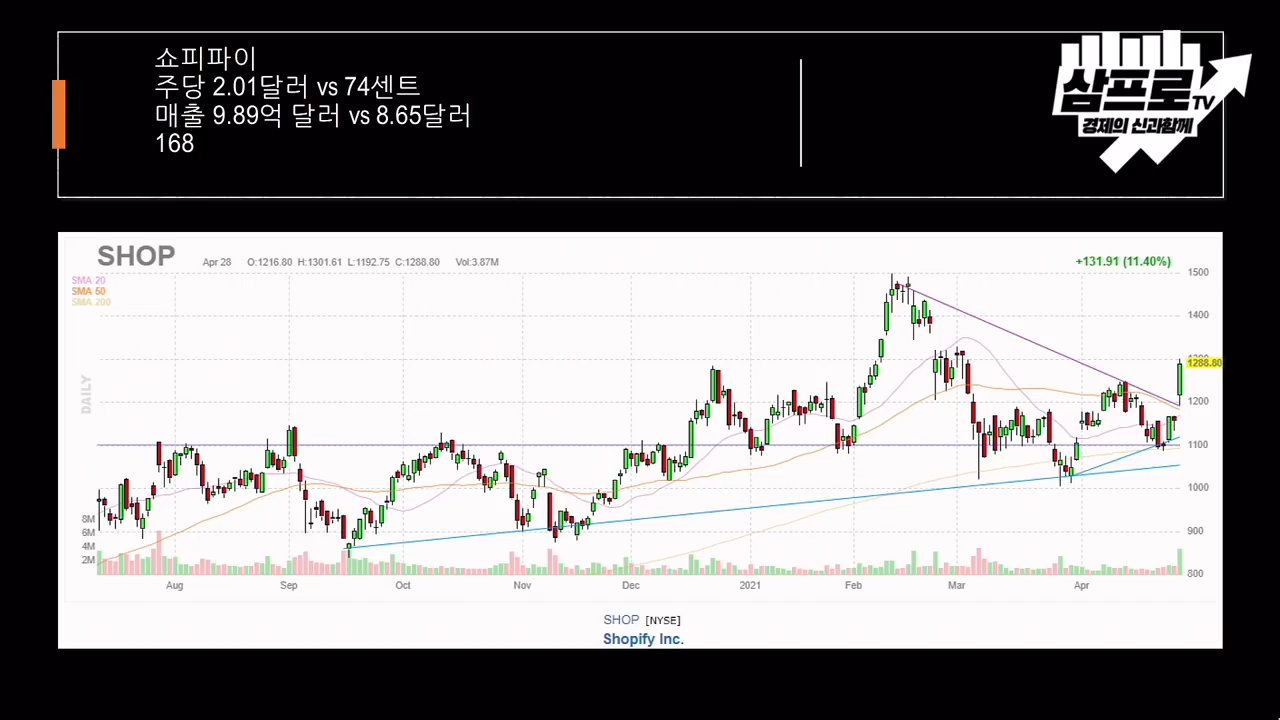 쇼피파이
주당 2.01달러 vs 74센트
매출 9.89억 달러 vs 8.65달러
168
삼프로TV
경제의 신과함께
SHOP Apr 28 O:1216.80 H:1301.61 L:1192.75 C:1288.80 Vol:3.87M +131.91 (11.40%)
SMA 20
SMA 50
SMA 200
DAILY
1500
1400
1300
1288.80
1200
1100
1000
900
800
8M
6M
4M
2M
Aug Sep Oct Nov Dec 2021 Feb Mar Apr
SHOP [NYSE]
Shopify Inc.